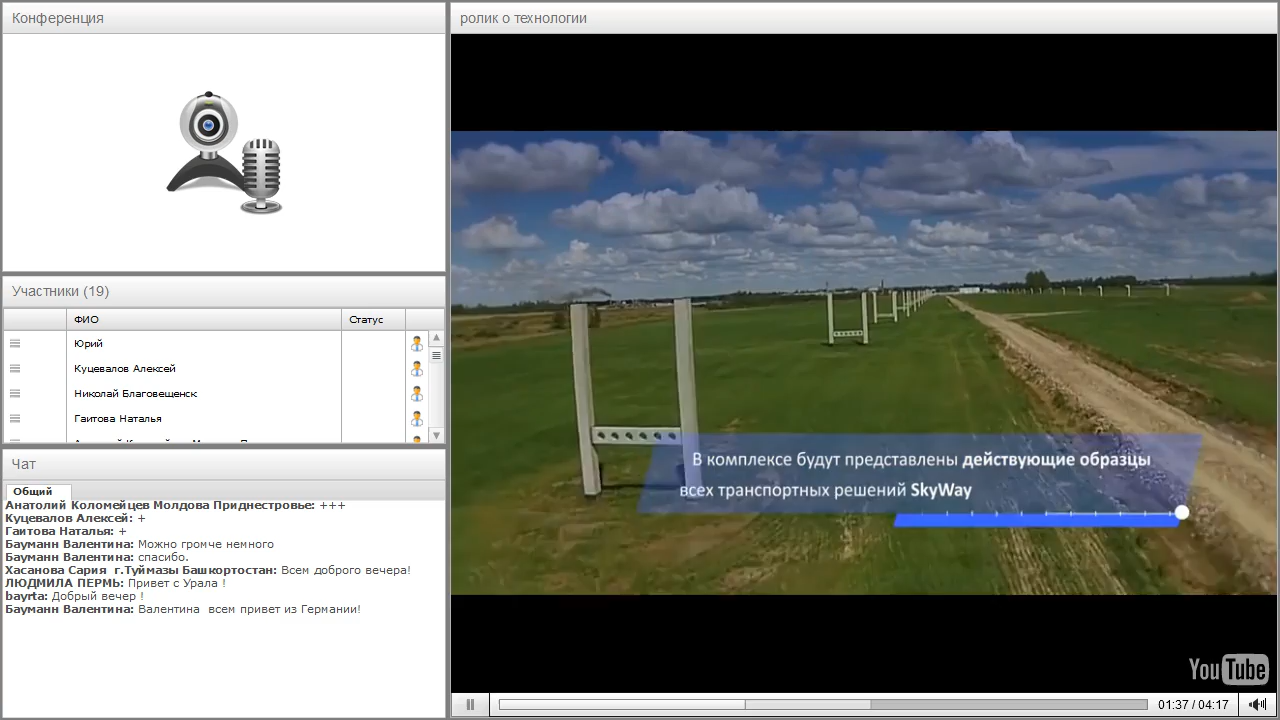 Конференция
ролик о технологии
Участники (19)
ФИО
Статус
Юрий
Куцевалов Алексей
Николай Благовещенск
Гаитова Наталья
Чат
Общий
Анатолий Коломейцев Молдова Приднестровье: +++
Куцевалов Алексей: +
Гаитова Наталья: +
Бауманн Валентина: Можно громче немного
Бауманн Валентина: спасибо.
Хасанова Сария г.Туймазы Башкортостан: Всем доброго вечера!
ЛЮДМИЛА ПЕРМЬ: Привет с Урала !
bayrta: Добрый вечер !
Бауманн Валентина: Валентина всем привет из Германии!
В комплексе будут представлены действующие образцы
всех транспортных решений SkyWay
YouTube
01:37 / 04:17